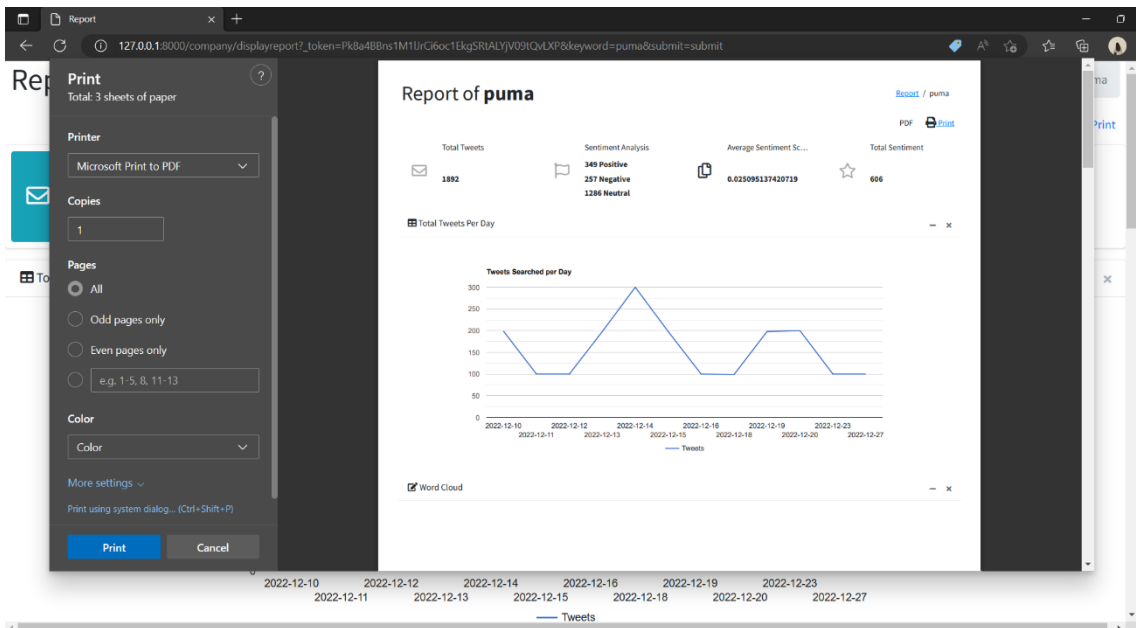 Report
127.0.0.1:8000/company/displayreport?_token=Pk8a4BBns1M1UrCi6oc1EkgSRtALYjV09tQvLXP&keyword=puma&submit=submit
Rep
ma
Print
To
Print
Total: 3 sheets of paper
?
Printer
Microsoft Print to PDF
Copies
1
Pages
All
Odd pages only
Even pages only
e.g. 1-5, 8, 11-13
Color
Color
More settings
Print using system dialog... (Ctrl+Shift+P)
Print Cancel
Report of puma
Report / puma
PDF Print
Total Tweets Sentiment Analysis Average Sentiment Sc... Total Sentiment
349 Positive
1892 257 Negative 0.025095137420719 606
1286 Neutral
Total Tweets Per Day
Tweets Searched per Day
300
250
200
150
100
50
0
2022-12-10 2022-12-12 2022-12-14 2022-12-16 2022-12-19 2022-12-23
2022-12-11 2022-12-13 2022-12-15 2022-12-18 2022-12-20 2022-12-27
Tweets
Word Cloud
0
2022-12-10 2022-12-12 2022-12-14 2022-12-16 2022-12-19 2022-12-23
2022-12-11 2022-12-13 2022-12-15 2022-12-18 2022-12-20 2022-12-27
Tweets